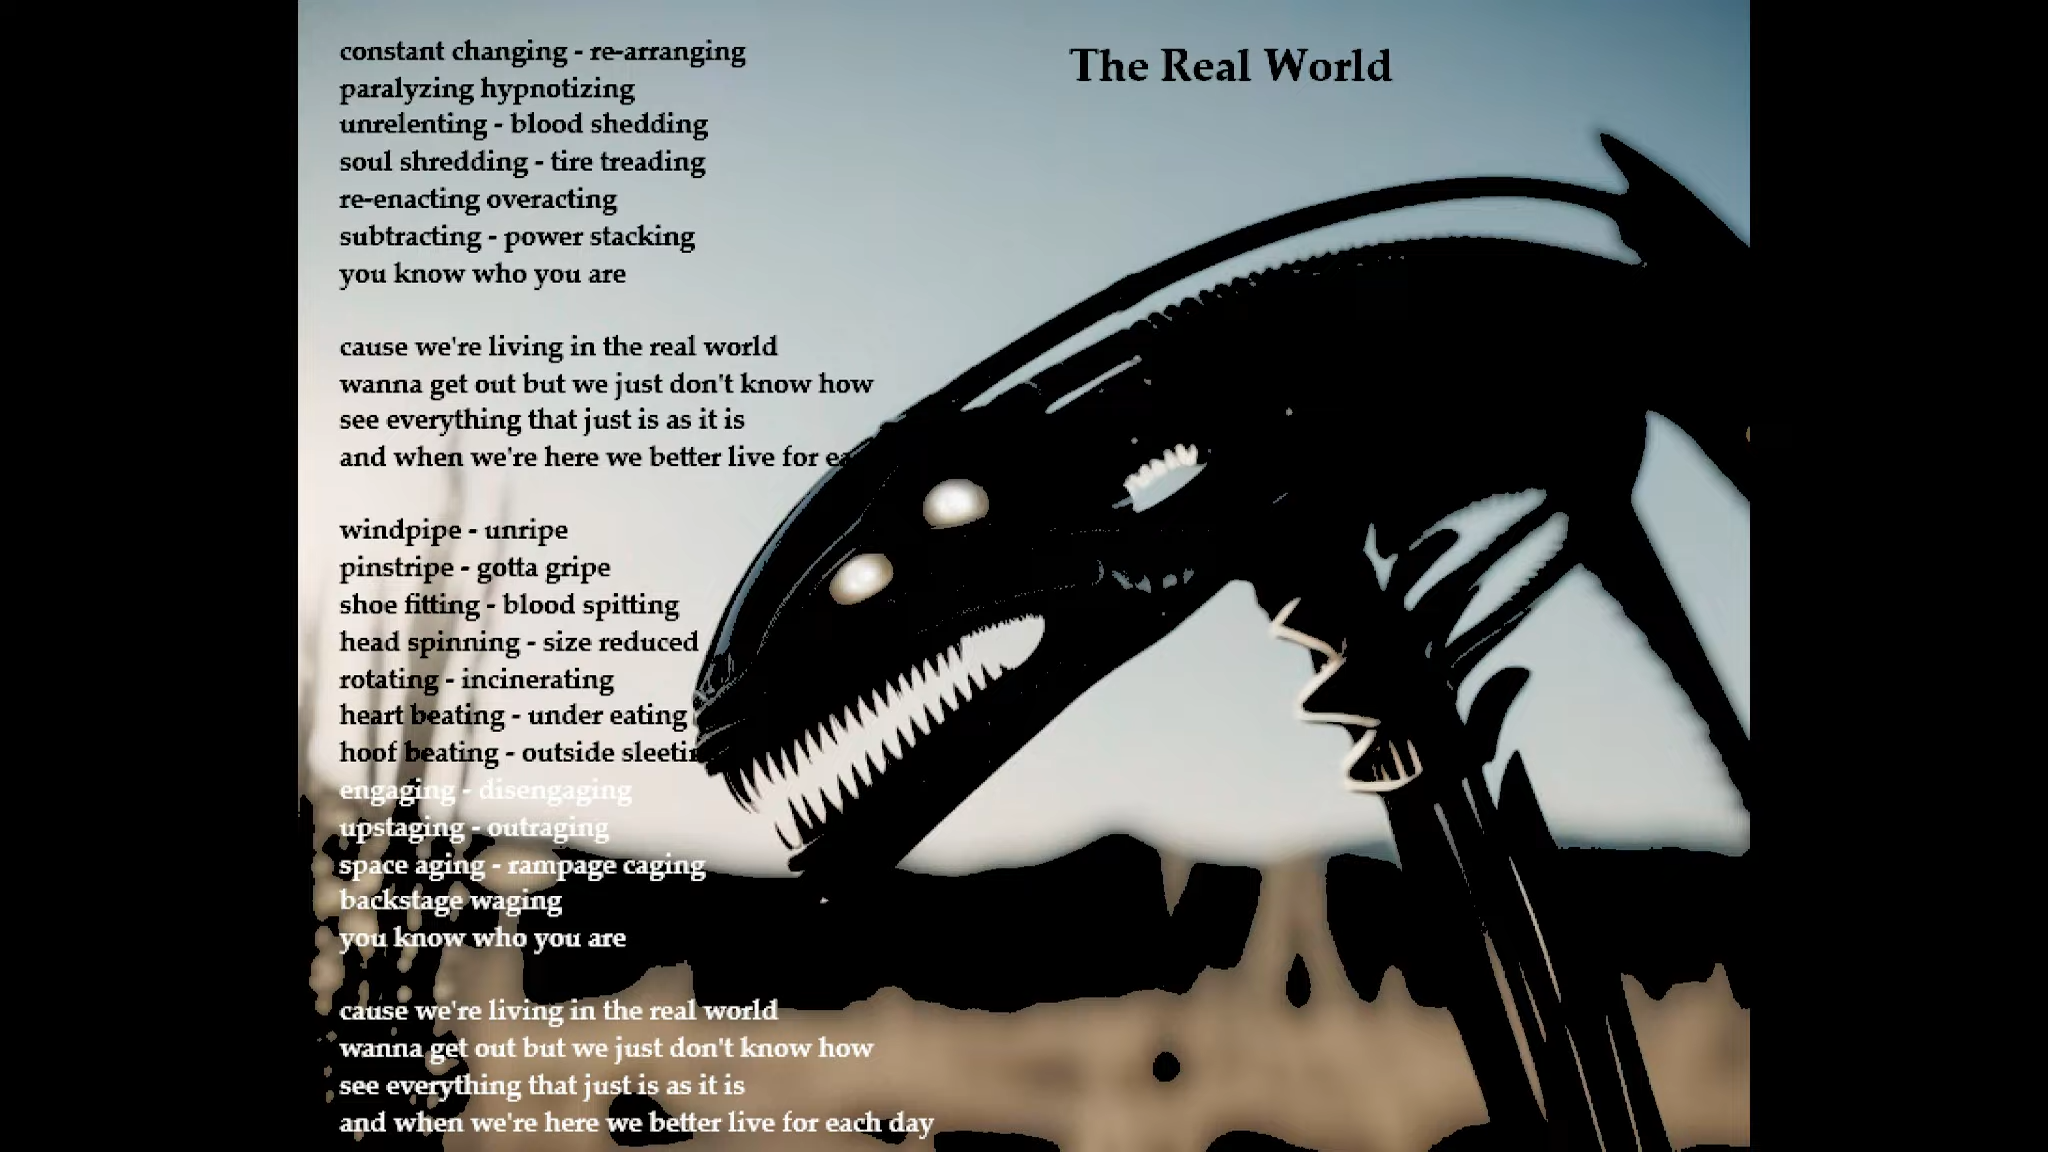 The Real World
constant changing - re-arranging
paralyzing hypnotizing
unrelenting - blood shedding
soul shredding - tire treading
re-enacting overacting
subtracting - power stacking
you know who you are
cause we're living in the real world
wanna get out but we just don't know how
see everything that just is as it is
and when we're here we better live for
windpipe - unripe
pinstripe - gotta gripe
shoe fitting - blood spitting
head spinning - size reduced
rotating - incinerating
heart beating - under eating
hoof beating - outside
engaging - disengaging
upstaging - outraging
space aging - rampage caging
backstage waging
you know who you are
cause we're living in the real world
wanna get out but we just don't know how
see everything that just is as it is
and when we're here we better live for each day